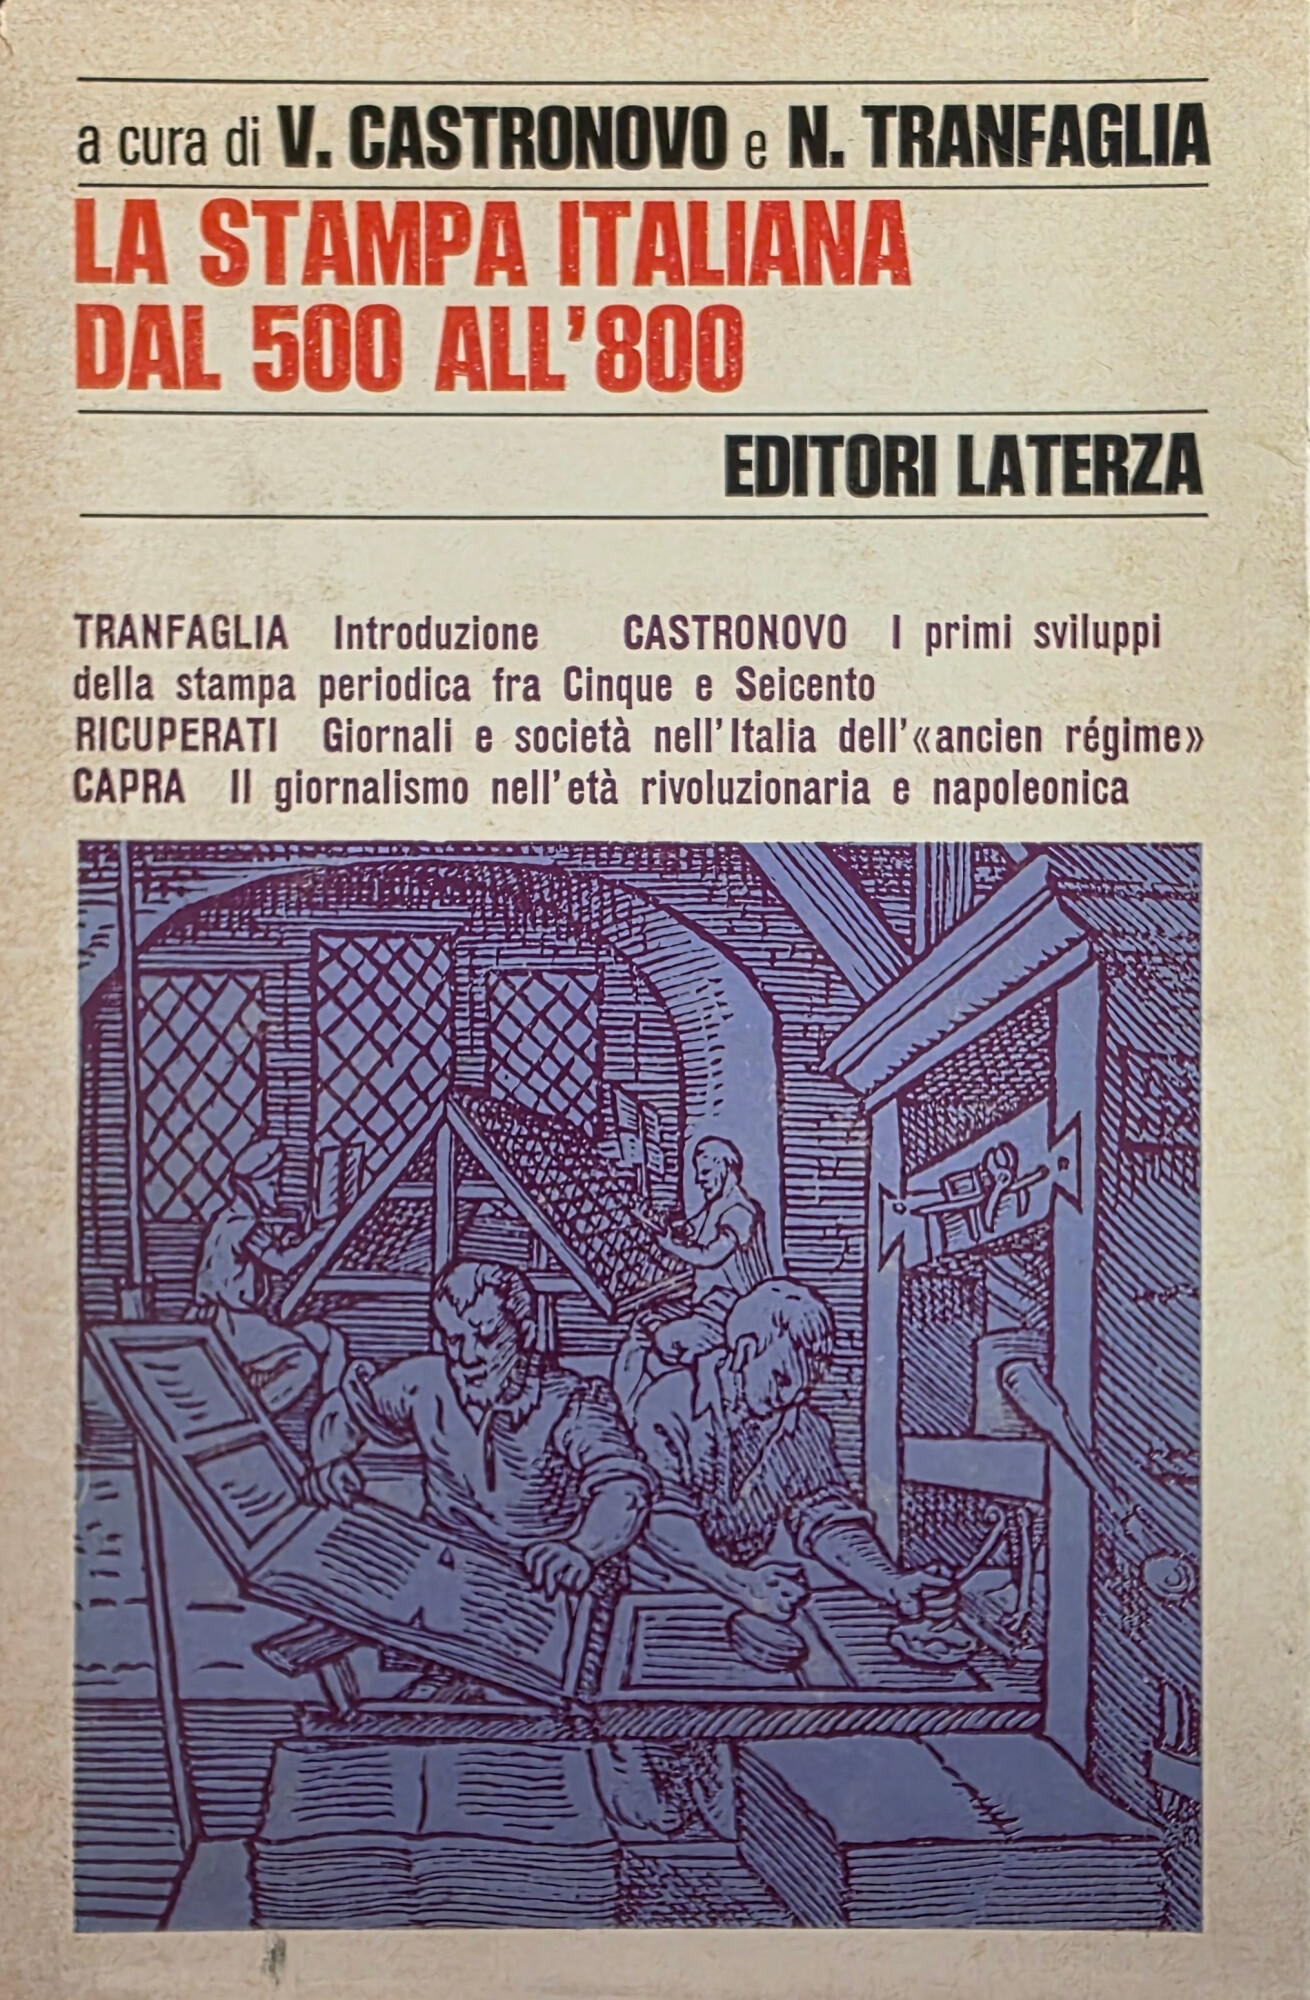 a cura di V. CASTRONOVO e N. TRANFAGLIA
LA STAMPA ITALIANA
DAL 500 ALL'800
EDITORI LATERZA
TRANFAGLIA Introduzione CASTRONOVO I primi sviluppi
della stampa periodica fra Cinque e Seicento
RICUPERATI Giornali e società nell'Italia dell'«ancien régime»
CAPRA Il giornalismo nell'età rivoluzionaria e napoleonica